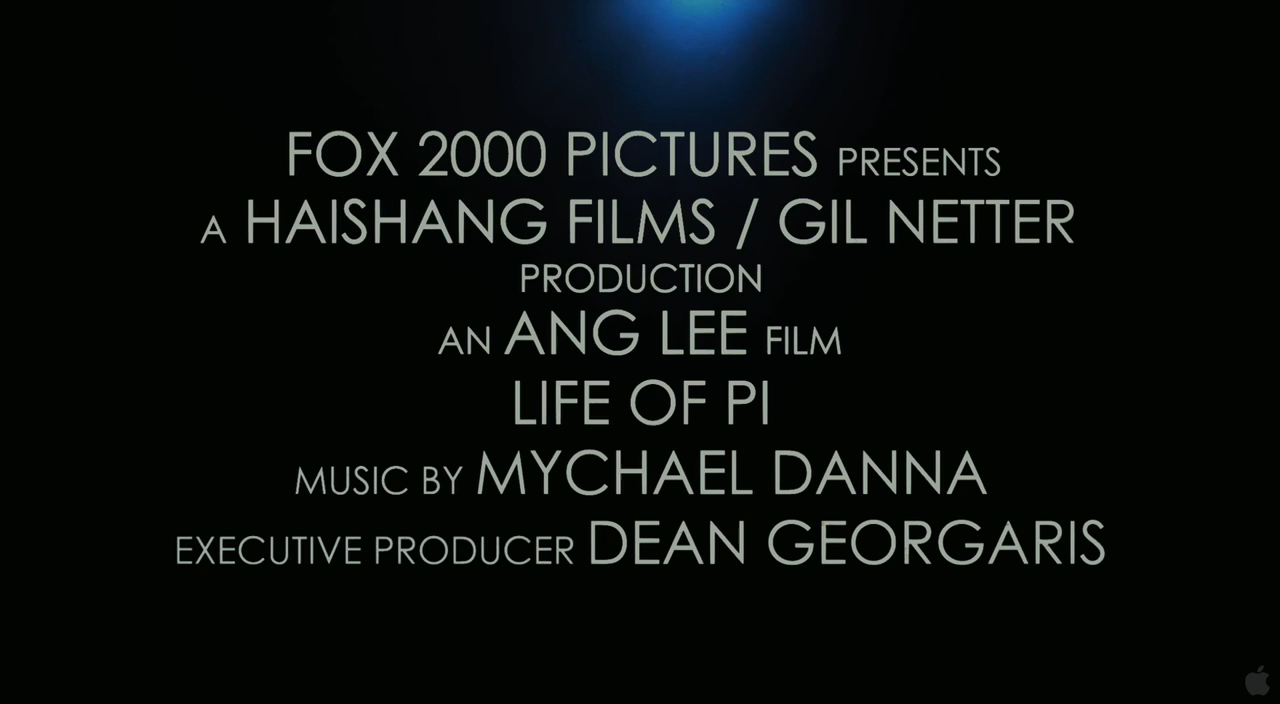 FOX 2000 PICTURES PRESENTS
A HAISHANG FILMS / GIL NETTER
PRODUCTION
AN ANG LEE FILM
LIFE OF PI
MUSIC BY MYCHAEL DANNA
EXECUTIVE PRODUCER DEAN GEORGARIS